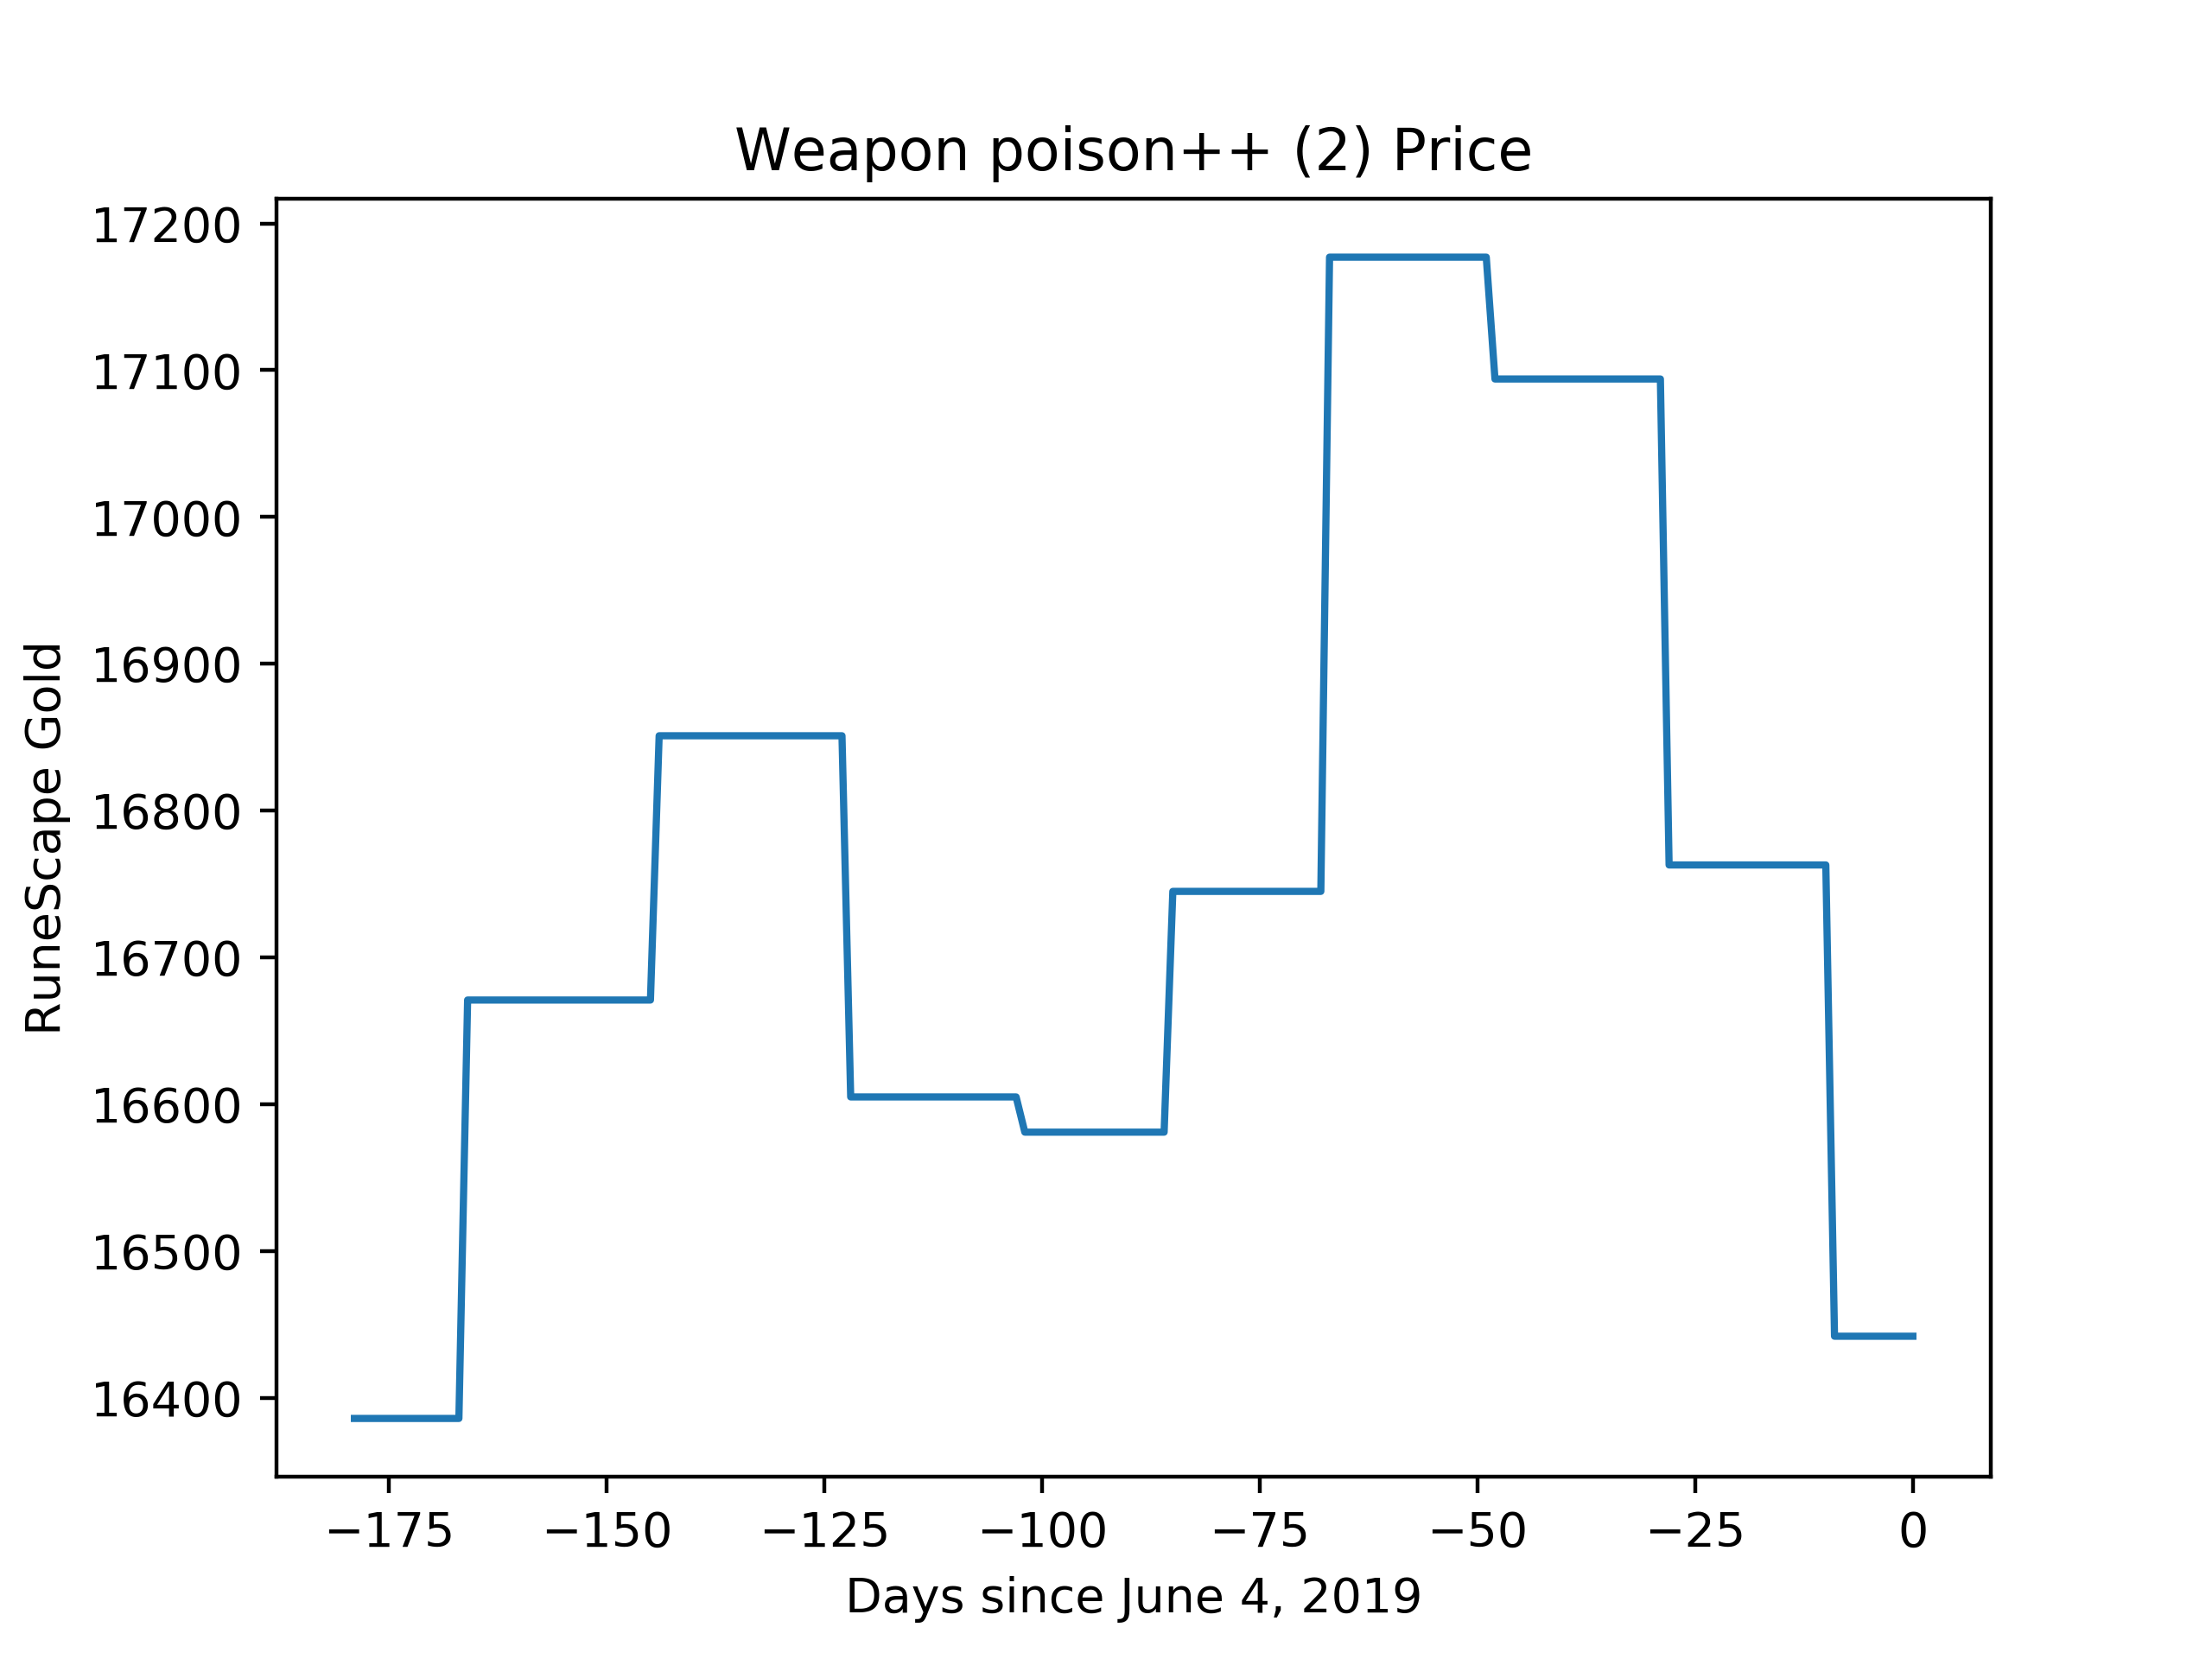 Weapon poison++ (2) Price
17200
17100
17000
16900
16800
16700
16600
16500
16400
RuneScape Gold
−175 −150 −125 −100 −75 −50 −25 0
Days since June 4, 2019